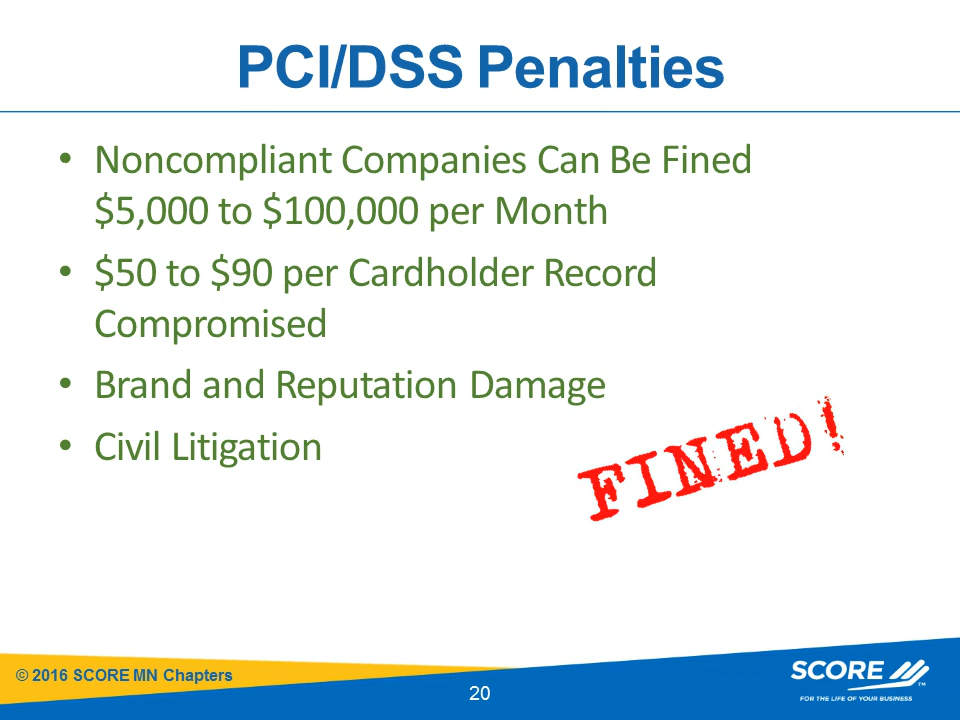 PCI/DSS Penalties
• Noncompliant Companies Can Be Fined
$5,000 to $100,000 per Month
• $50 to $90 per Cardholder Record
Compromised
• Brand and Reputation Damage
• Civil Litigation
FINED!
© 2016 SCORE MN Chapters
20
SCORE ™
FOR THE LIFE OF YOUR BUSINESS